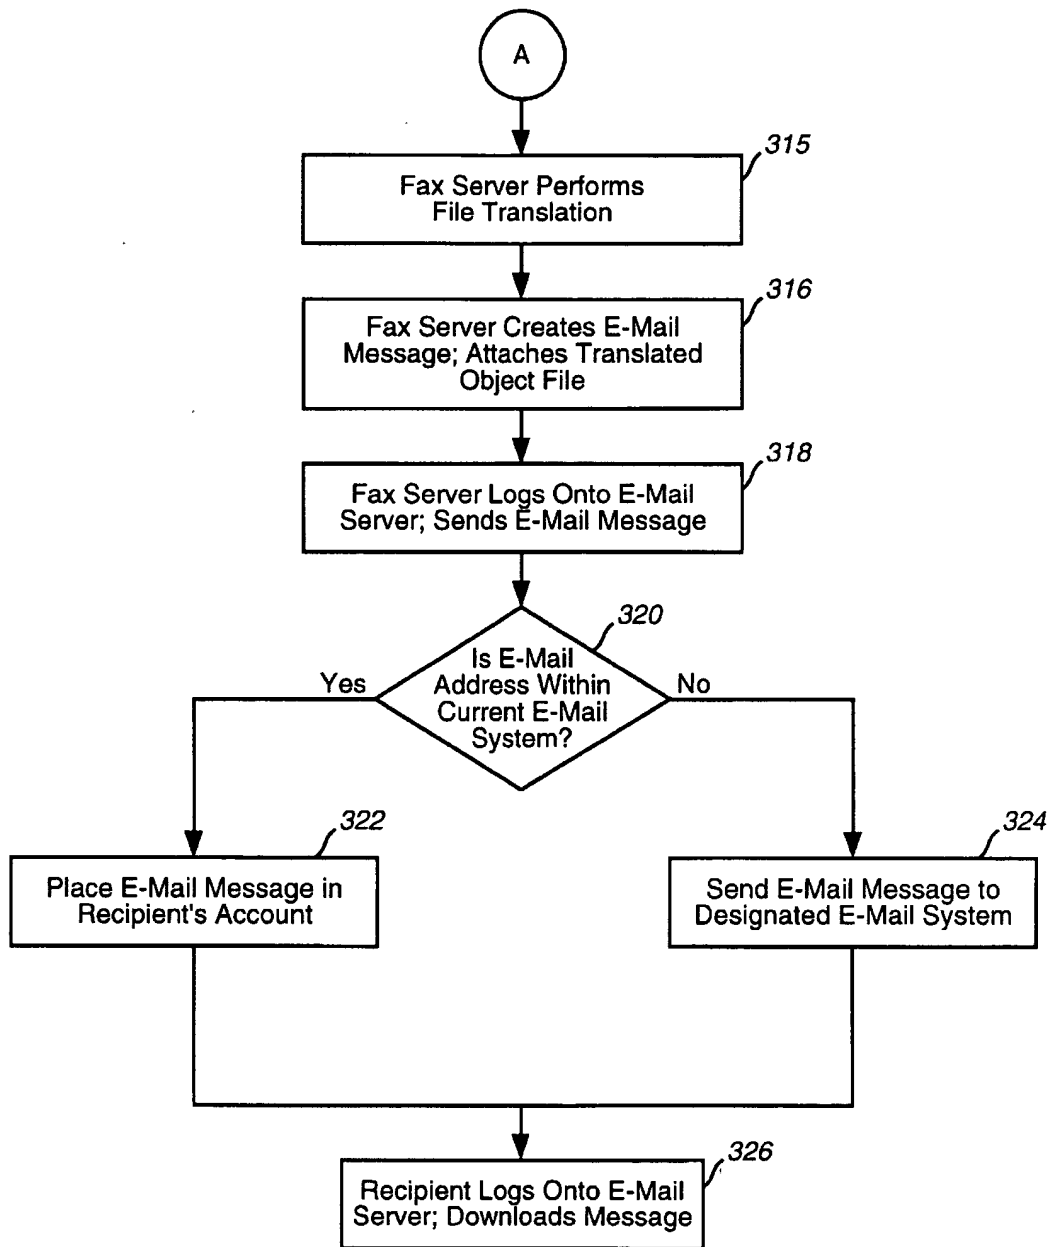 A
315
Fax Server Performs
File Translation
316
Fax Server Creates E-Mail
Message; Attaches Translated
Object File
318
Fax Server Logs Onto E-Mail
Server; Sends E-Mail Message
320
Is E-Mail
Address Within
Current E-Mail
System?
Yes
No
322
Place E-Mail Message in
Recipient's Account
324
Send E-Mail Message to
Designated E-Mail System
326
Recipient Logs Onto E-Mail
Server; Downloads Message